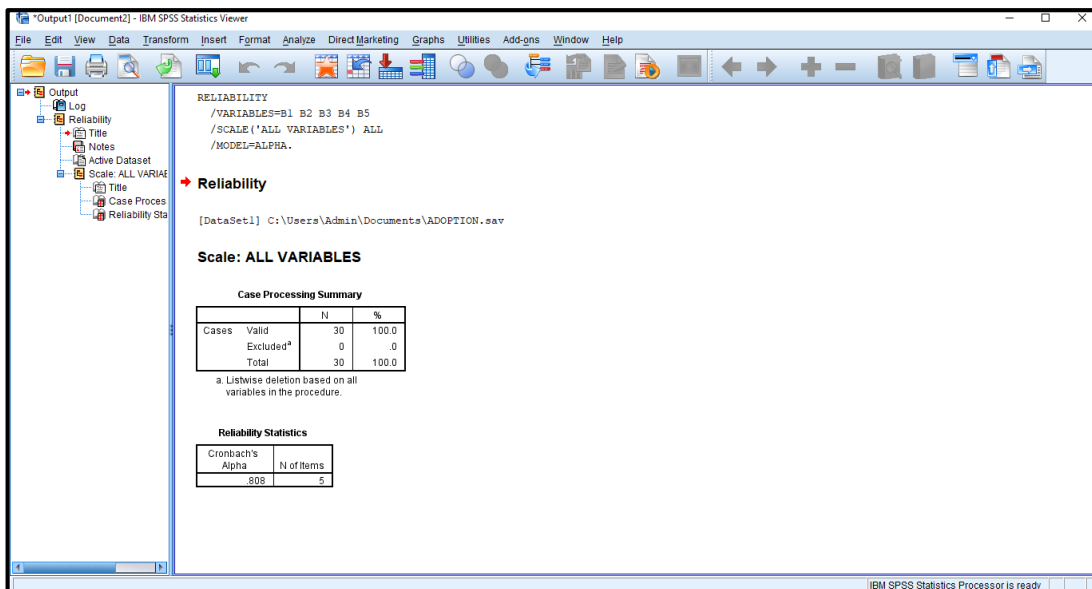 *Output1 [Document2] - IBM SPSS Statistics Viewer
File Edit View Data Transform Insert Format Analyze Direct Marketing Graphs Utilities Add-ons Window Help
Output
Log
Reliability
Title
Notes
Active Dataset
Scale: ALL VARIAE
Title
Case Proces
Reliability Sta
RELIABILITY
/VARIABLES=B1 B2 B3 B4 B5
/SCALE('ALL VARIABLES') ALL
/MODEL=ALPHA.
Reliability
[DataSet1] C:\Users\Admin\Documents\ADOPTION.sav
Scale: ALL VARIABLES
Case Processing Summary
N %
Cases Valid 30 100.0
Excludedᵃ 0 .0
Total 30 100.0
a. Listwise deletion based on all
variables in the procedure.
Reliability Statistics
Cronbach's
Alpha N of Items
.808 5
IBM SPSS Statistics Processor is ready